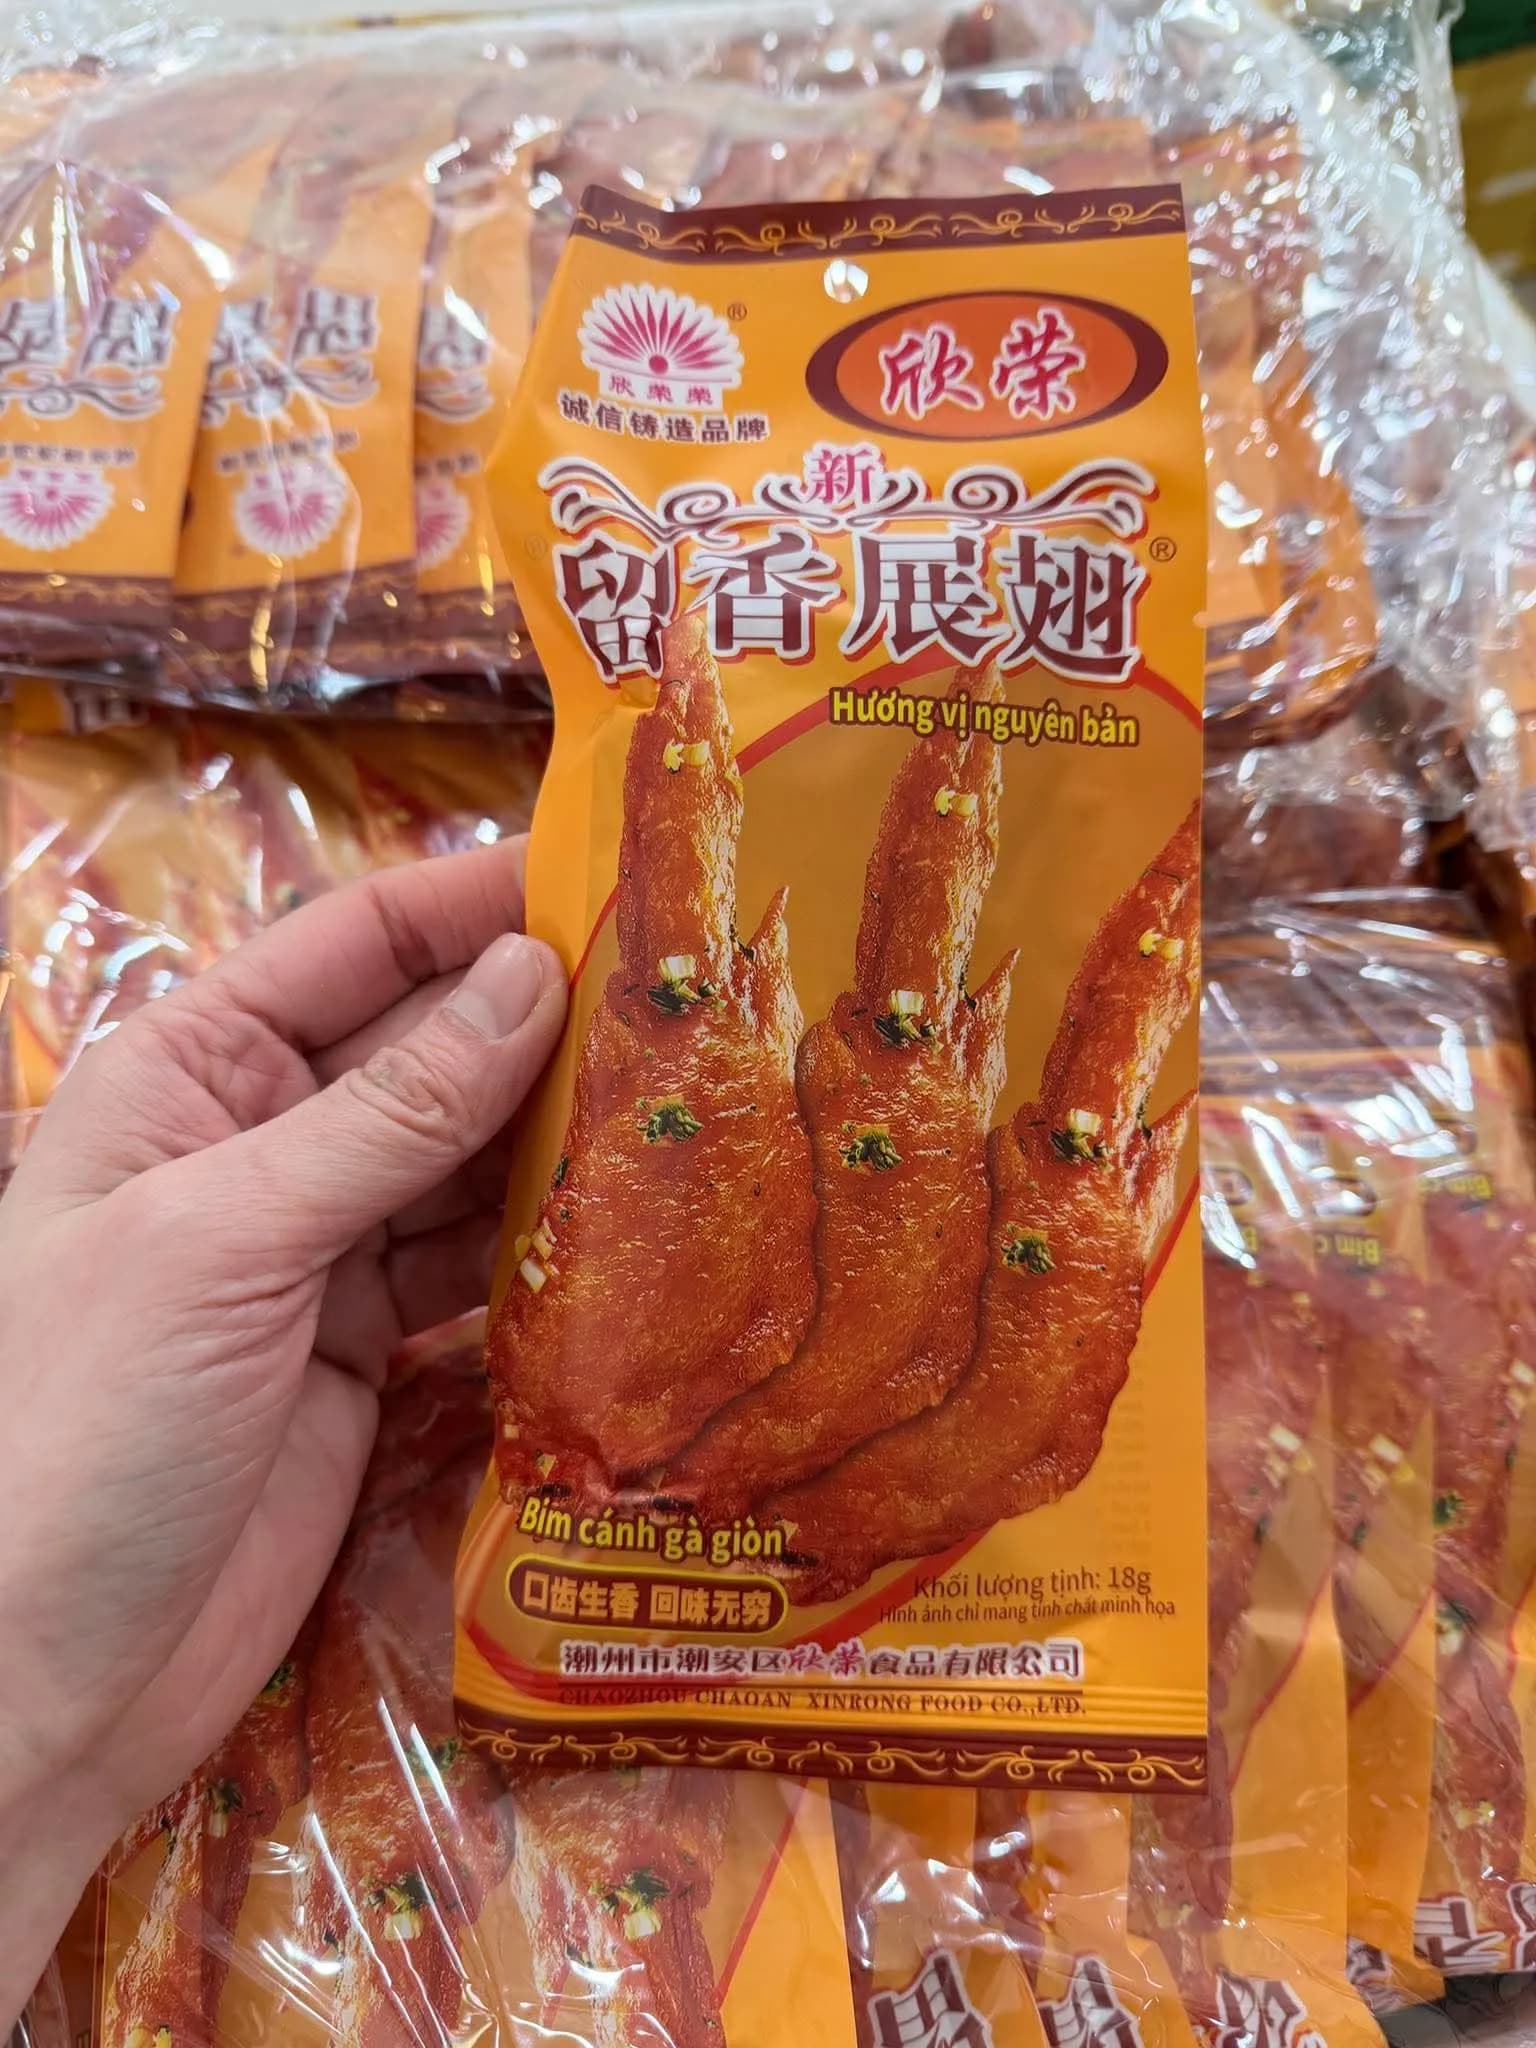 欣荣
欣荣荣
诚信铸造品牌
新
留香展翅
Hương vị nguyên bản
Bim cánh gà giòn
口齿生香 回味无穷
Khối lượng tịnh: 18g
Hình ảnh chỉ mang tính chất minh họa
潮州市潮安区欣荣食品有限公司
CHAOZHOU CHAOAN XINRONG FOOD CO.,LTD.